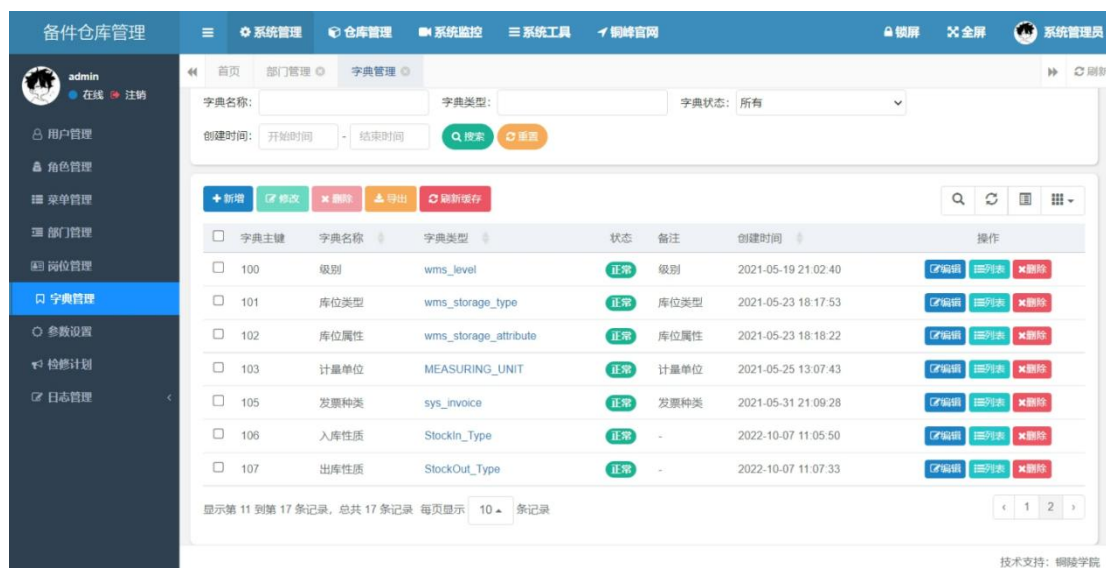 备件仓库管理 系统管理 仓库管理 系统监控 系统工具 铜峰官网 锁屏 全屏 系统管理员
admin
在线 注销
首页 部门管理 字典管理 刷新
字典名称: 字典类型: 字典状态: 所有
创建时间: 开始时间 - 结束时间 搜索 重置
用户管理
角色管理
菜单管理
部门管理
岗位管理
字典管理
参数设置
检修计划
日志管理
新增 修改 删除 导出 刷新缓存
字典主键 字典名称 字典类型 状态 备注 创建时间 操作
100 级别 wms_level 正常 级别 2021-05-19 21:02:40 编辑 列表 删除
101 库位类型 wms_storage_type 正常 库位类型 2021-05-23 18:17:53 编辑 列表 删除
102 库位属性 wms_storage_attribute 正常 库位属性 2021-05-23 18:18:22 编辑 列表 删除
103 计量单位 MEASURING_UNIT 正常 计量单位 2021-05-25 13:07:43 编辑 列表 删除
105 发票种类 sys_invoice 正常 发票种类 2021-05-31 21:09:28 编辑 列表 删除
106 入库性质 StockIn_Type 正常 - 2022-10-07 11:05:50 编辑 列表 删除
107 出库性质 StockOut_Type 正常 - 2022-10-07 11:07:33 编辑 列表 删除
显示第 11 到第 17 条记录，总共 17 条记录 每页显示 10 条记录 ‹ 1 2 ›
技术支持：铜陵学院